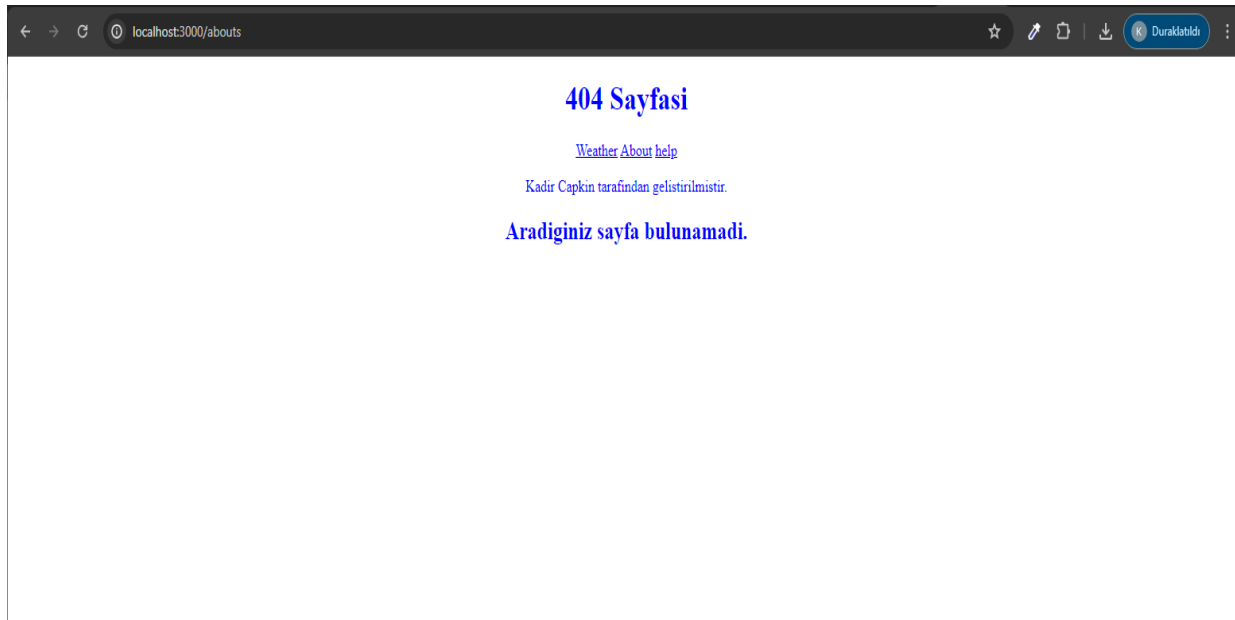 localhost:3000/abouts
K Duraklatıldı
404 Sayfasi
Weather About help
Kadir Capkin tarafindan gelistirilmistir.
Aradiginiz sayfa bulunamadi.